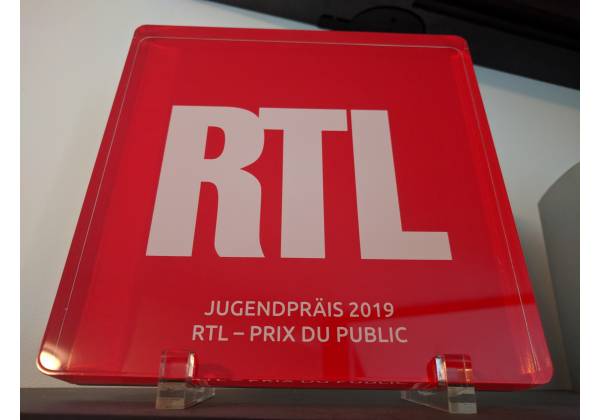 RTL
JUGENDPRÄIS 2019
RTL – PRIX DU PUBLIC